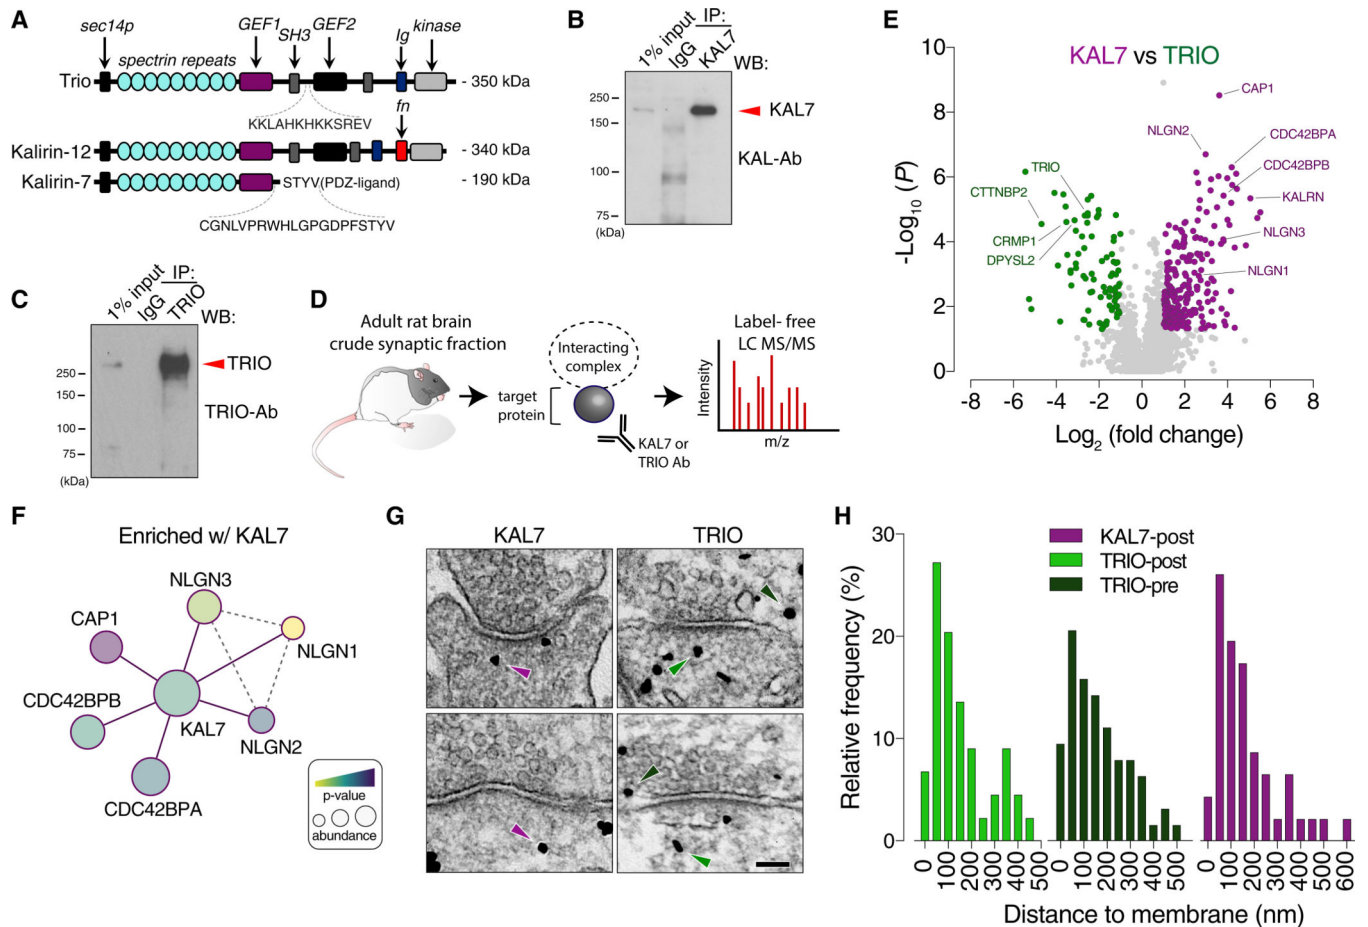 A
sec14p
spectrin repeats
GEF1
SH3
GEF2
Ig
kinase
Trio
- 350 kDa
KKLAHKHKKSREV
fn
Kalirin-12
- 340 kDa
Kalirin-7
STYV(PDZ-ligand)
- 190 kDa
CGNLVPRWHLGPGDPFSTYV
B
1% input
IgG
IP:
KAL7
WB:
250
150
100
75
(kDa)
KAL7
KAL-Ab
C
1% input
IgG
IP:
TRIO
WB:
250
150
100
75
(kDa)
TRIO
TRIO-Ab
D
Adult rat brain
crude synaptic fraction
Interacting
complex
target
protein
KAL7 or
TRIO Ab
Label- free
LC MS/MS
Intensity
m/z
E
KAL7 vs TRIO
-Log10 (P)
10
8
6
4
2
0
CAP1
NLGN2
CDC42BPA
CDC42BPB
KALRN
NLGN3
NLGN1
TRIO
CTTNBP2
CRMP1
DPYSL2
-8 -6 -4 -2 0 2 4 6 8
Log2 (fold change)
F
Enriched w/ KAL7
NLGN3
CAP1
NLGN1
CDC42BPB
KAL7
NLGN2
CDC42BPA
p-value
abundance
G
KAL7
TRIO
H
KAL7-post
TRIO-post
TRIO-pre
Relative frequency (%)
30
20
10
0
0 100 200 300 400 500
0 100 200 300 400 500
0 100 200 300 400 500 600
Distance to membrane (nm)